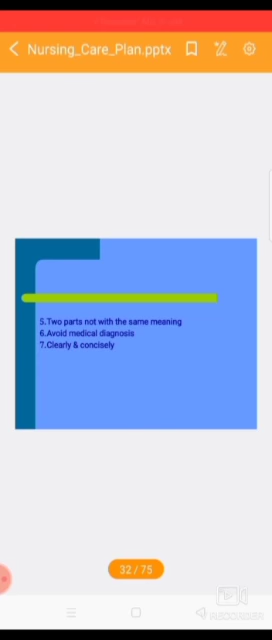 Nursing_Care_Plan.pptx
5.Two parts not with the same meaning
6.Avoid medical diagnosis
7.Clearly & concisely
32 / 75